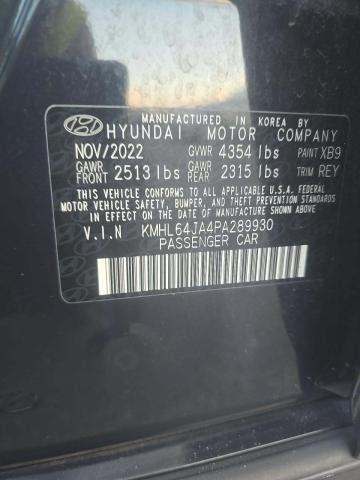 MANUFACTURED IN KOREA BY
HYUNDAI MOTOR COMPANY
NOV/2022 GVWR 4354 lbs PAINT XB9
GAWR FRONT 2513 lbs GAWR REAR 2315 lbs TRIM REY
THIS VEHICLE CONFORMS TO ALL APPLICABLE U.S.A. FEDERAL
MOTOR VEHICLE SAFETY, BUMPER, AND THEFT PREVENTION STANDARDS
IN EFFECT ON THE DATE OF MANUFACTURE SHOWN ABOVE.
V.I.N KMHL64JA4PA289930
PASSENGER CAR